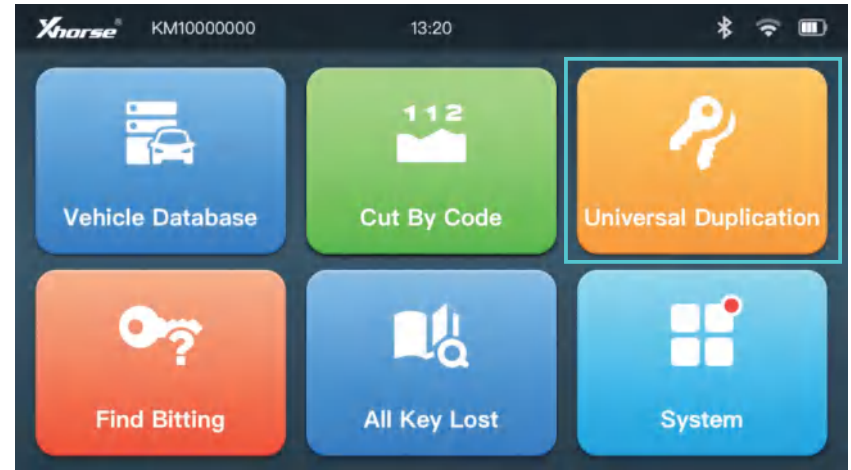 Xhorse® KM10000000 13:20
Vehicle Database
112
Cut By Code
Universal Duplication
?
Find Bitting
All Key Lost
System